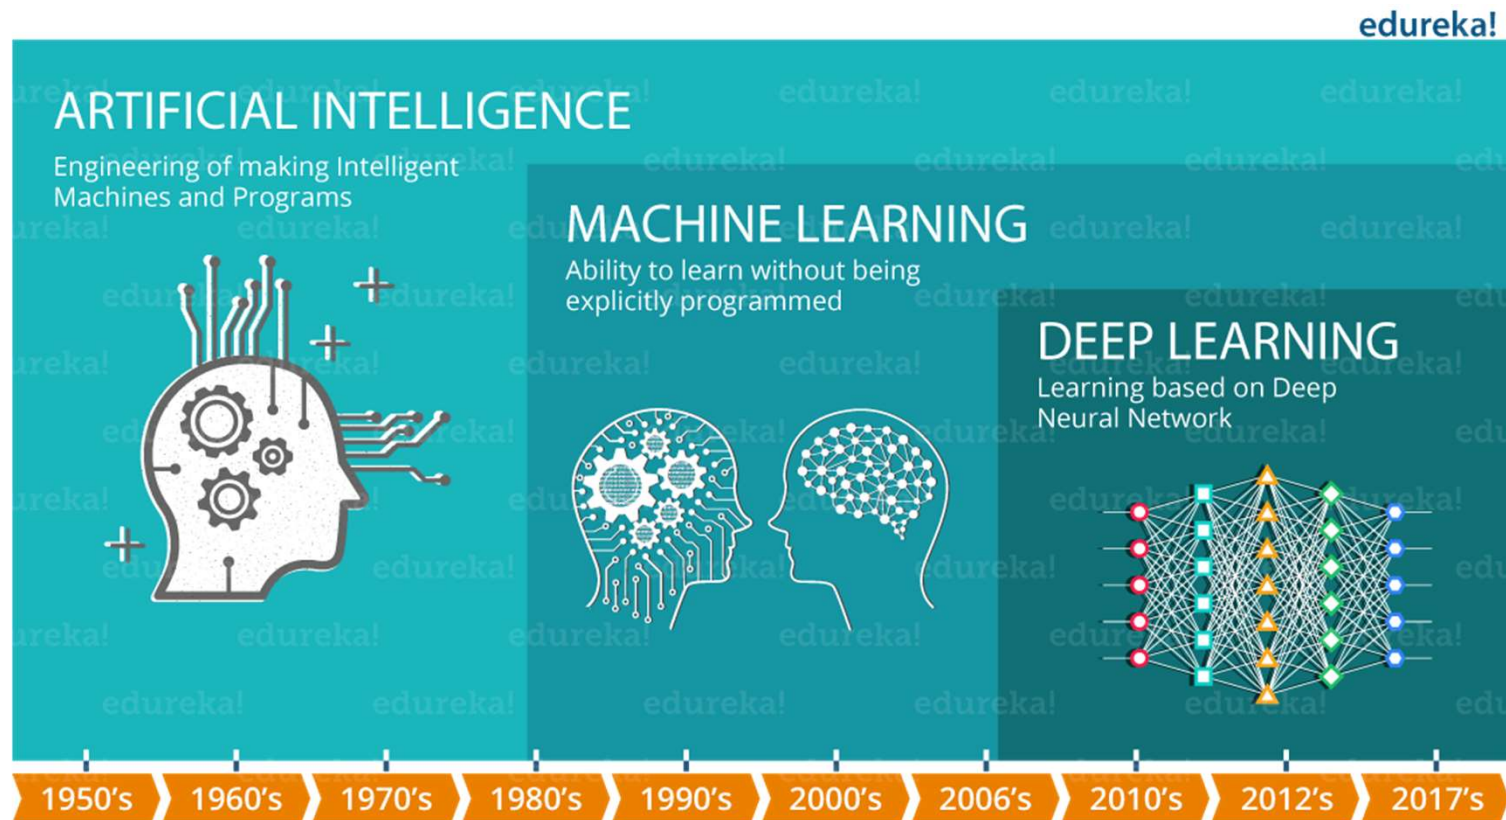 edureka!
ARTIFICIAL INTELLIGENCE
Engineering of making Intelligent
Machines and Programs
MACHINE LEARNING
Ability to learn without being
explicitly programmed
DEEP LEARNING
Learning based on Deep
Neural Network
1950's 1960's 1970's 1980's 1990's 2000's 2006's 2010's 2012's 2017's